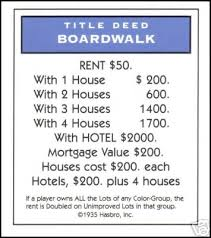 TITLE DEED
BOARDWALK
RENT $50.
With 1 House $ 200.
With 2 Houses 600.
With 3 Houses 1400.
With 4 Houses 1700.
With HOTEL $2000.
Mortgage Value $200.
Houses cost $200. each
Hotels, $200. plus 4 houses
If a player owns ALL the Lots of any Color-Group, the
rent is Doubled on Unimproved Lots in that group.
©1935 Hasbro, Inc.